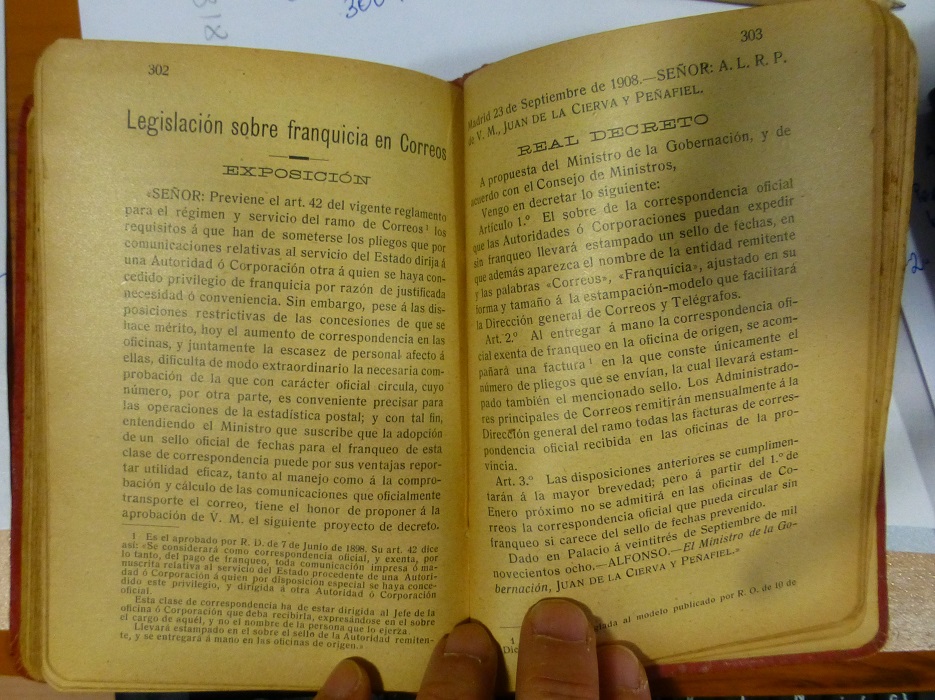 302
Legislación sobre franquicia en Correos
EXPOSICIÓN
«SEÑOR: Previene el art. 42 del vigente reglamento
para el régimen y servicio del ramo de Correos ¹ los
requisitos á que han de someterse los pliegos que por
comunicaciones relativas al servicio del Estado dirija á
una Autoridad ó Corporación otra á quien se haya con-
cedido privilegio de franquicia por razón de justificada
necesidad ó conveniencia. Sin embargo, pese á las dis-
posiciones restrictivas de las concesiones de que se
hace mérito, hoy el aumento de correspondencia en las
oficinas, y juntamente la escasez de personal afecto á
ellas, dificulta de modo extraordinario la necesaria com-
probación de la que con carácter oficial circula, cuyo
número, por otra parte, es conveniente precisar para
las operaciones de la estadística postal; y con tal fin,
entendiendo el Ministro que suscribe que la adopción
de un sello oficial de fechas para el franqueo de esta
clase de correspondencia puede por sus ventajas repor-
tar utilidad eficaz, tanto al manejo como á la compro-
bación y cálculo de las comunicaciones que oficialmente
transporte el correo, tiene el honor de proponer á la
aprobación de V. M. el siguiente proyecto de decreto.
1 Es el aprobado por R. D. de 7 de Junio de 1898. Su art. 42 dice
así: «Se considerará como correspondencia oficial, y exenta, por
lo tanto, del pago de franqueo, toda comunicación impresa ó ma-
nuscrita relativa al servicio del Estado procedente de una Autori-
dad ó Corporación á quien por disposición especial se haya conce-
dido este privilegio, y dirigida á otra Autoridad ó Corporación
oficial.
Esta clase de correspondencia ha de estar dirigida al Jefe de la
oficina ó Corporación que deba recibirla, expresándose en el sobre
el cargo de aquél, y no el nombre de la persona que lo ejerza.
Llevará estampado en el sobre el sello de la Autoridad remiten-
te, y se entregará á mano en las oficinas de origen.»
303
Madrid 23 de Septiembre de 1908.—SEÑOR: A. L. R. P.
de V. M., JUAN DE LA CIERVA Y PEÑAFIEL.
REAL DECRETO
A propuesta del Ministro de la Gobernación, y de
acuerdo con el Consejo de Ministros,
Vengo en decretar lo siguiente:
Artículo 1.º El sobre de la correspondencia oficial
que las Autoridades ó Corporaciones puedan expedir
sin franqueo llevará estampado un sello de fechas, en
que además aparezca el nombre de la entidad remitente
y las palabras «Correos», «Franquicia», ajustado en su
forma y tamaño á la estampación-modelo que facilitará
la Dirección general de Correos y Telégrafos.
Art. 2.º Al entregar á mano la correspondencia ofi-
cial exenta de franqueo en la oficina de origen, se acom-
pañará una factura ¹ en la que conste únicamente el
número de pliegos que se envían, la cual llevará estam-
pado también el mencionado sello. Los Administrado-
res principales de Correos remitirán mensualmente á la
Dirección general del ramo todas las facturas de corres-
pondencia oficial recibida en las oficinas de la pro-
vincia.
Art. 3.º Las disposiciones anteriores se cumplimen-
tarán á la mayor brevedad; pero á partir del 1.º de
Enero próximo no se admitirá en las oficinas de Co-
rreos la correspondencia oficial que pueda circular sin
franqueo si carece del sello de fechas prevenido.
Dado en Palacio á veintitrés de Septiembre de mil
novecientos ocho.—ALFONSO.—El Ministro de la Go-
bernación, JUAN DE LA CIERVA Y PEÑAFIEL.»
1 glada al modelo publicado por R. O. de 10 de
Dic